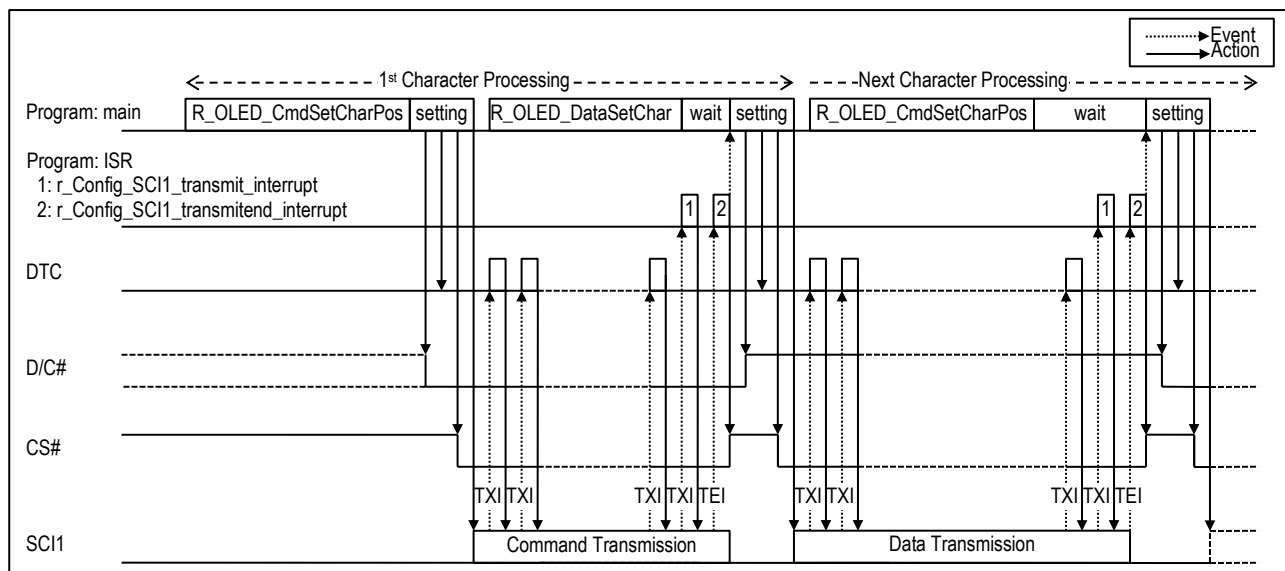 Event
Action
1st Character Processing
Next Character Processing
Program: main
R_OLED_CmdSetCharPos
setting
R_OLED_DataSetChar
wait
setting
R_OLED_CmdSetCharPos
wait
setting
Program: ISR
1: r_Config_SCI1_transmit_interrupt
2: r_Config_SCI1_transmitend_interrupt
1
2
1
2
DTC
D/C#
CS#
TXI TXI TXI TXI TEI TXI TXI TXI TXI TEI
SCI1
Command Transmission
Data Transmission